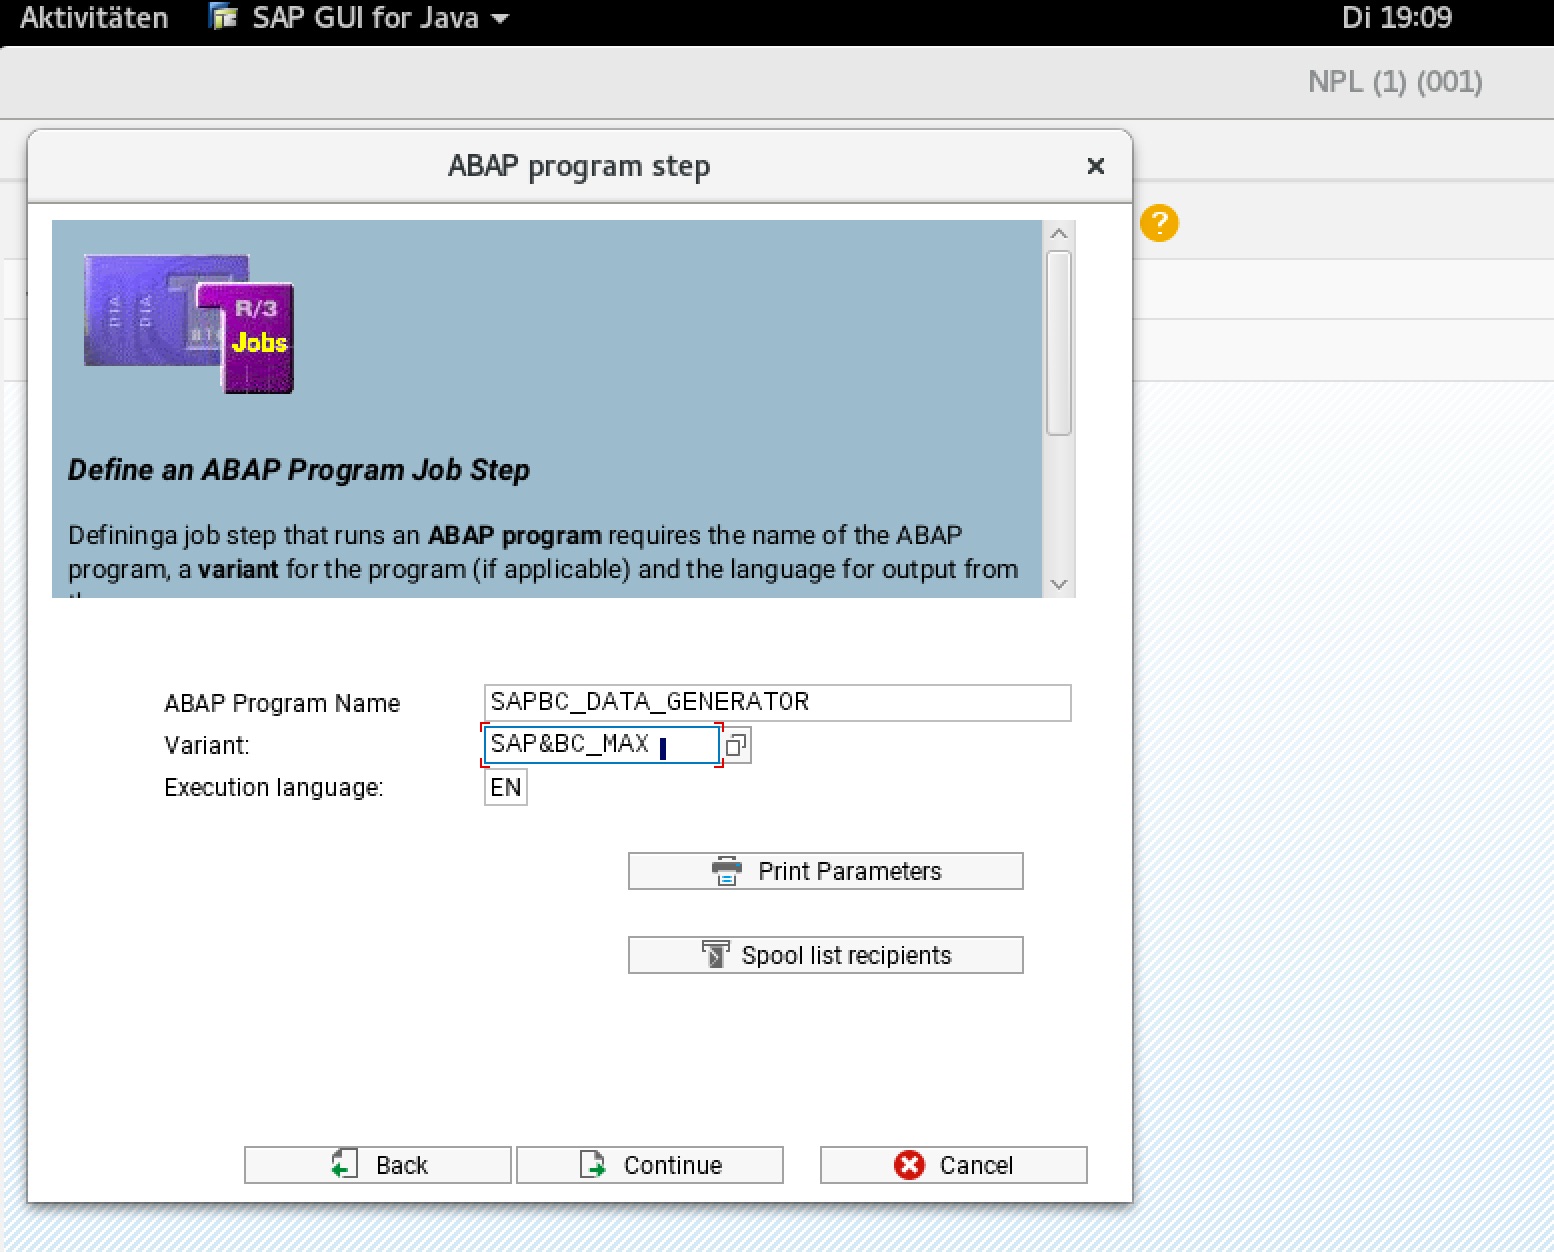 Aktivitäten SAP GUI for Java Di 19:09
NPL (1) (001)
ABAP program step
?
DIA DIA
R/3
Jobs
Define an ABAP Program Job Step
Defininga job step that runs an ABAP program requires the name of the ABAP
program, a variant for the program (if applicable) and the language for output from
ABAP Program Name SAPBC_DATA_GENERATOR
Variant: SAP&BC_MAX
Execution language: EN
Print Parameters
Spool list recipients
Back Continue Cancel